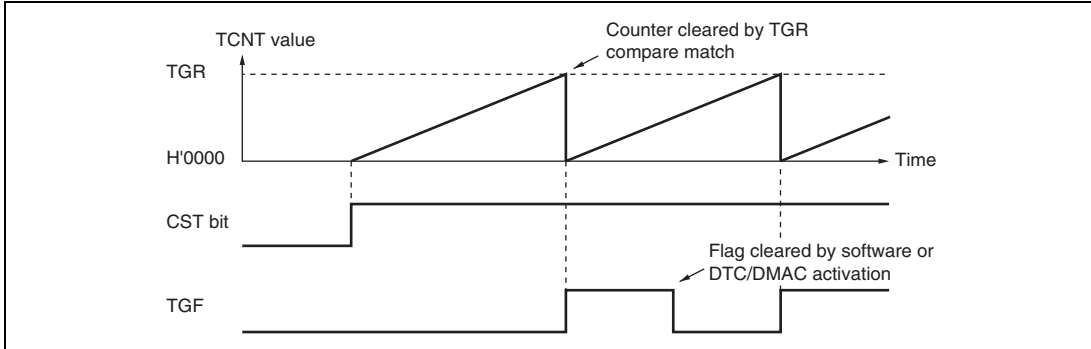 TCNT value
Counter cleared by TGR
compare match
TGR
H'0000
Time
CST bit
Flag cleared by software or
DTC/DMAC activation
TGF